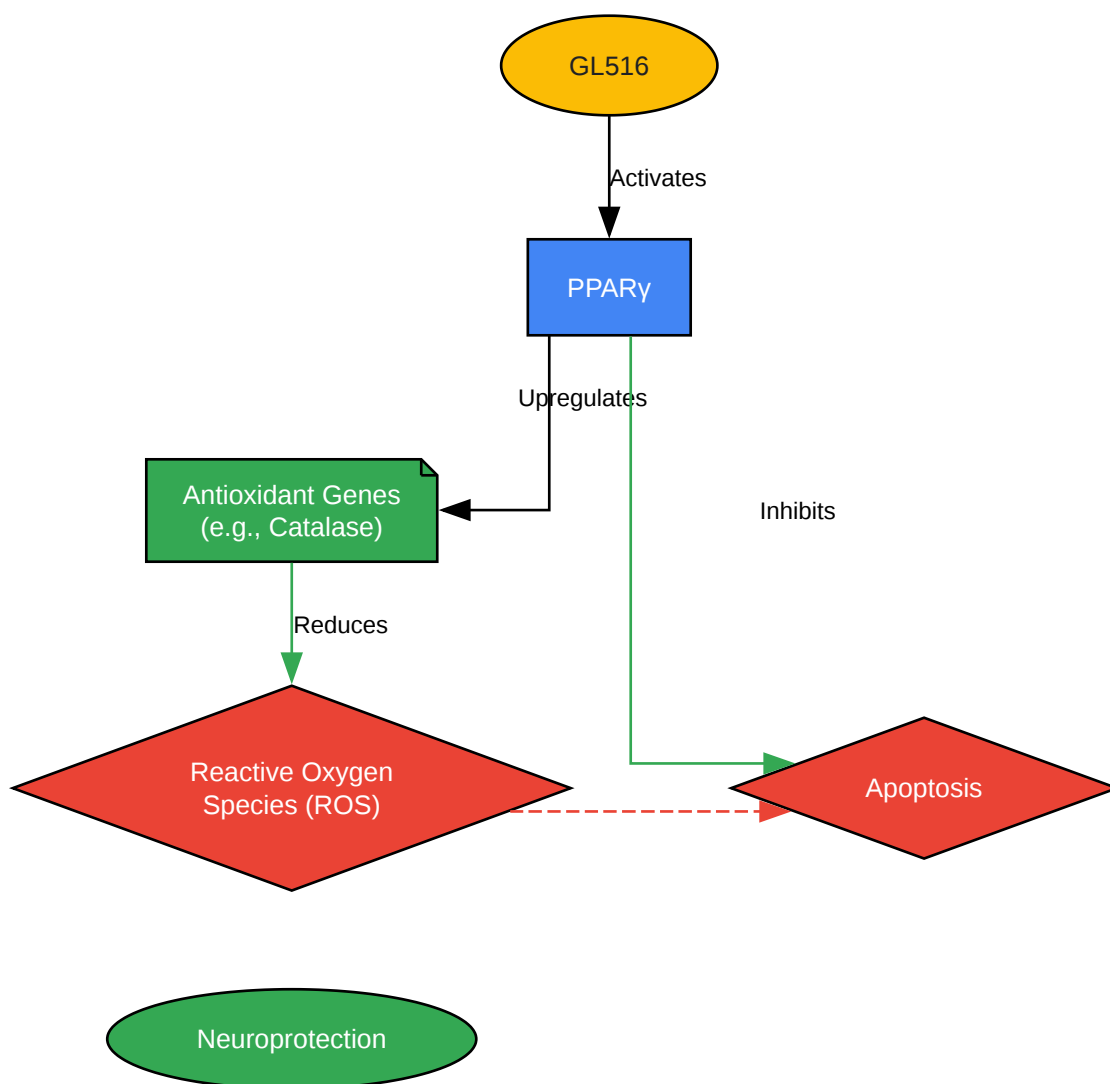 GL516
Activates
PPARγ
Upregulates
Antioxidant Genes
(e.g., Catalase)
Inhibits
Reduces
Reactive Oxygen
Species (ROS)
Apoptosis
Neuroprotection